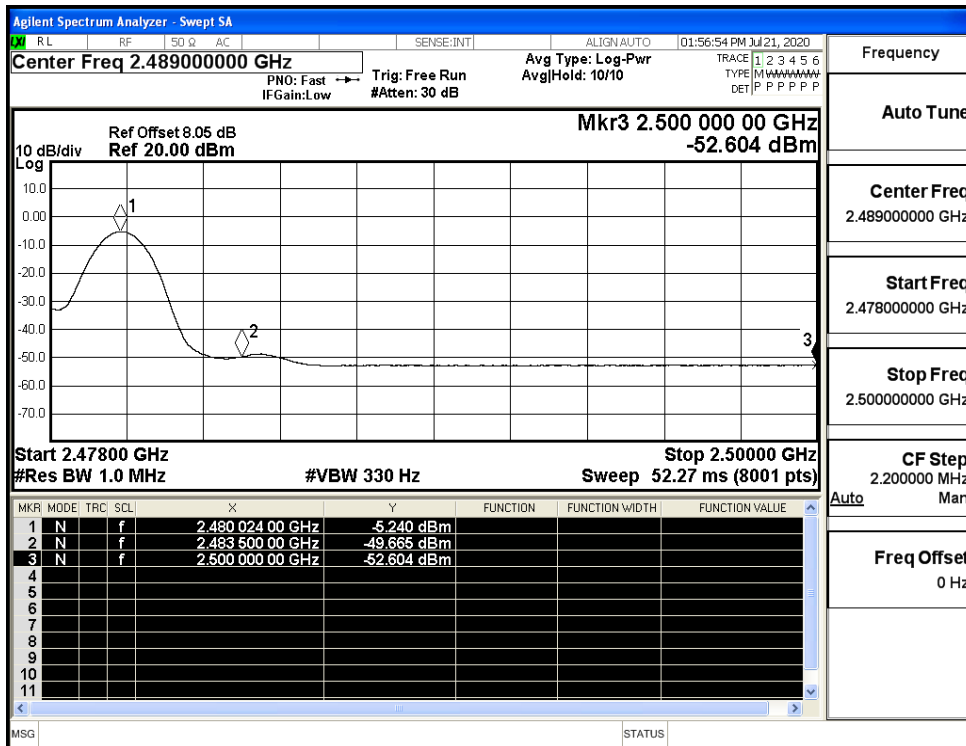 Agilent Spectrum Analyzer - Swept SA
LXI RL RF 50 Ω AC SENSE:INT ALIGNAUTO 01:56:54 PM Jul 21, 2020
Center Freq 2.489000000 GHz
PNO: Fast
IFGain:Low
Trig: Free Run
#Atten: 30 dB
Avg Type: Log-Pwr
Avg|Hold: 10/10
TRACE 1 2 3 4 5 6
TYPE M
DET P P P P P P
Ref Offset 8.05 dB
10 dB/div Ref 20.00 dBm
Log
Mkr3 2.500 000 00 GHz
-52.604 dBm
10.0
0.00
-10.0
-20.0
-30.0
-40.0
-50.0
-60.0
-70.0
1
2
3
Start 2.47800 GHz Stop 2.50000 GHz
#Res BW 1.0 MHz #VBW 330 Hz Sweep 52.27 ms (8001 pts)
MKR MODE TRC SCL X Y FUNCTION FUNCTION WIDTH FUNCTION VALUE
1 N f 2.480 024 00 GHz -5.240 dBm
2 N f 2.483 500 00 GHz -49.665 dBm
3 N f 2.500 000 00 GHz -52.604 dBm
4
5
6
7
8
9
10
11
MSG STATUS
Frequency
Auto Tune
Center Freq
2.489000000 GHz
Start Freq
2.478000000 GHz
Stop Freq
2.500000000 GHz
CF Step
2.200000 MHz
Auto Man
Freq Offset
0 Hz